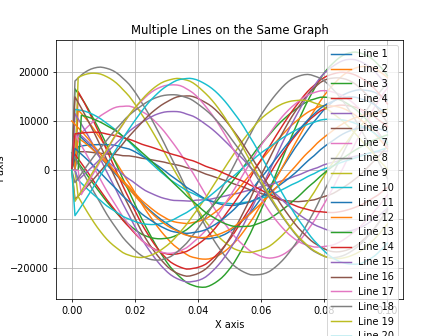 Multiple Lines on the Same Graph
20000
10000
0
−10000
−20000
0.00
0.02
0.04
0.06
X axis
axis
Line 1
Line 2
Line 3
Line 4
Line 5
Line 6
Line 7
Line 8
Line 9
Line 10
Line 11
Line 12
Line 13
Line 14
Line 15
Line 16
Line 17
Line 18
Line 19
Line 20